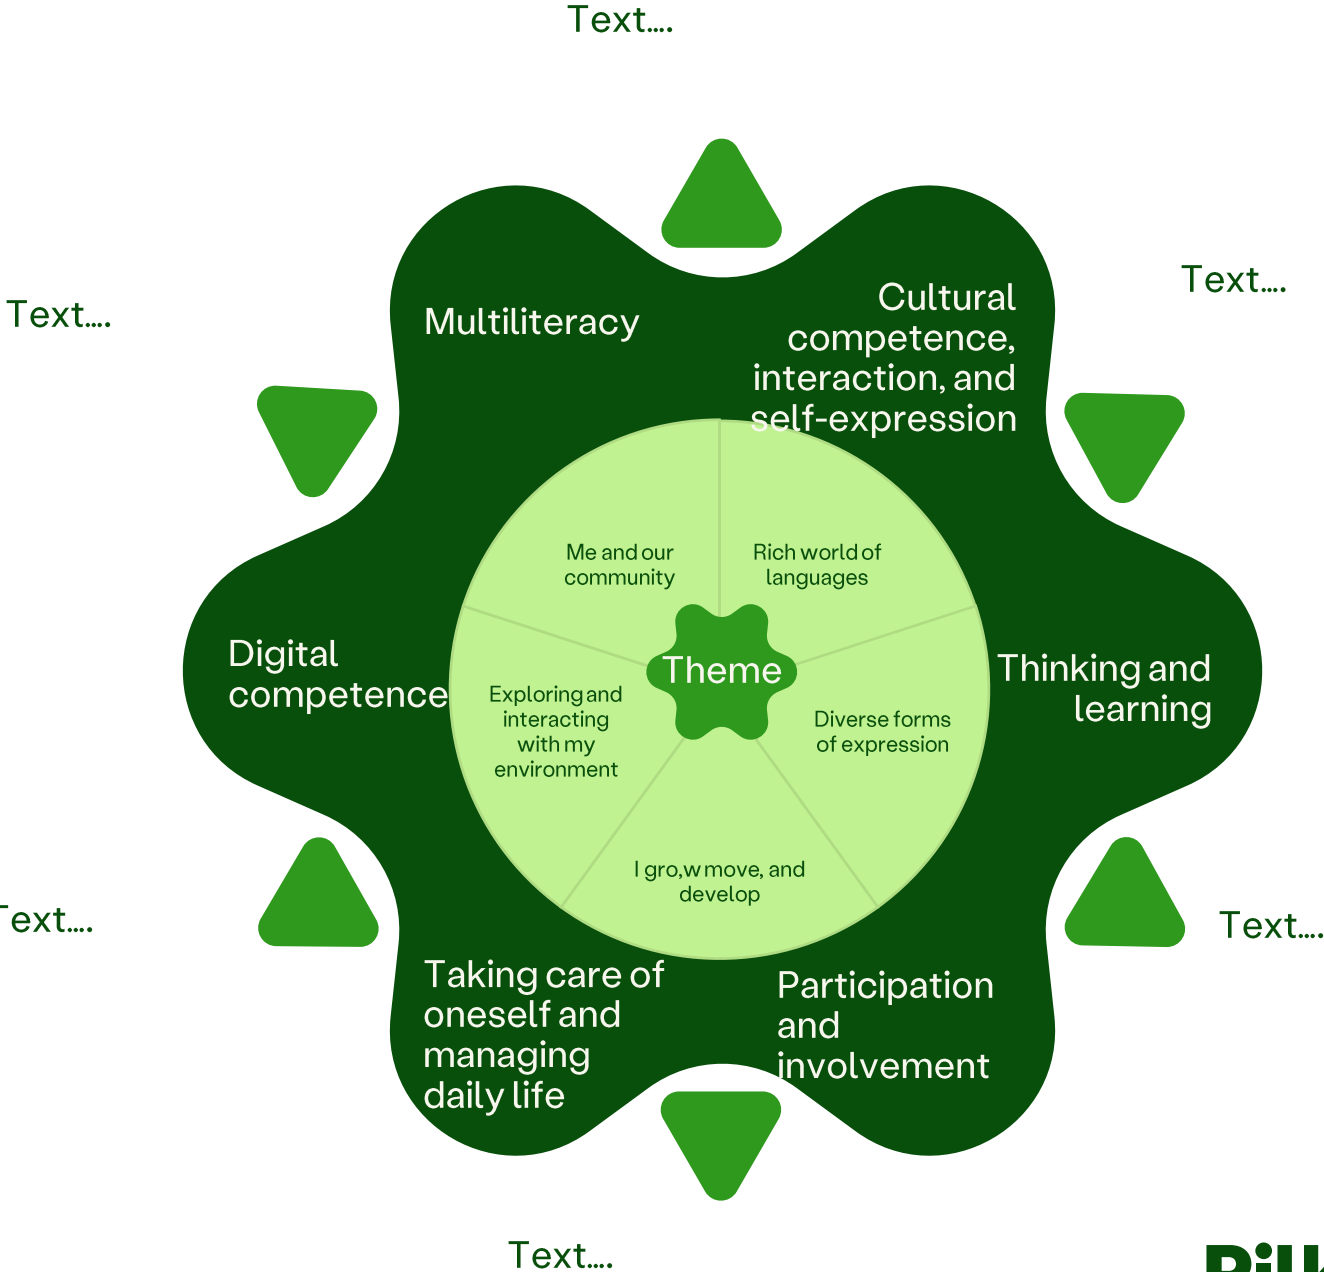 Text....
Text....
Text....
Multiliteracy
Cultural
competence,
interaction, and
self-expression
Me and our
community
Rich world of
languages
Theme
Digital
competence
Thinking and
learning
Exploring and
interacting
with my
environment
Diverse forms
of expression
I gro,w move, and
develop
Text....
Text....
Taking care of
oneself and
managing
daily life
Participation
and
involvement
Text....